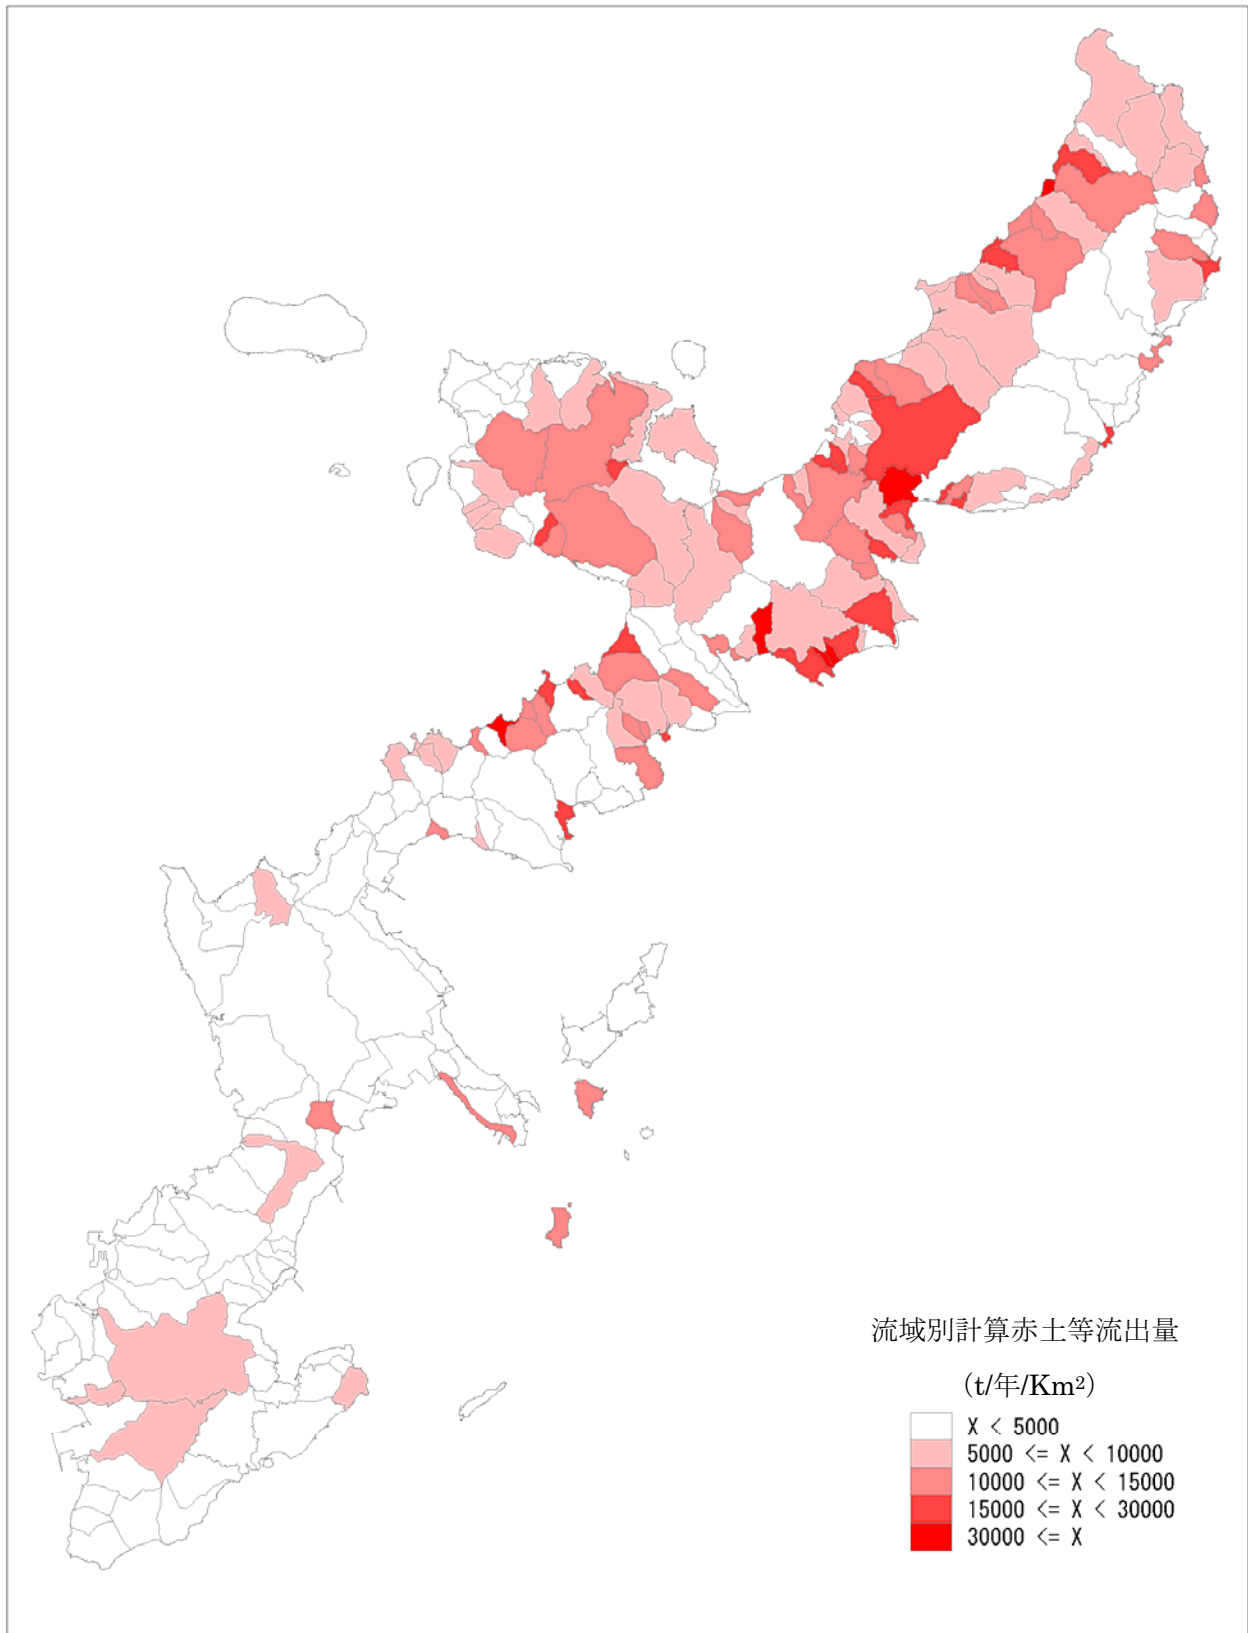 流域別計算赤土等流出量
(t/年/Km²)
X < 5000
5000 <= X < 10000
10000 <= X < 15000
15000 <= X < 30000
30000 <= X